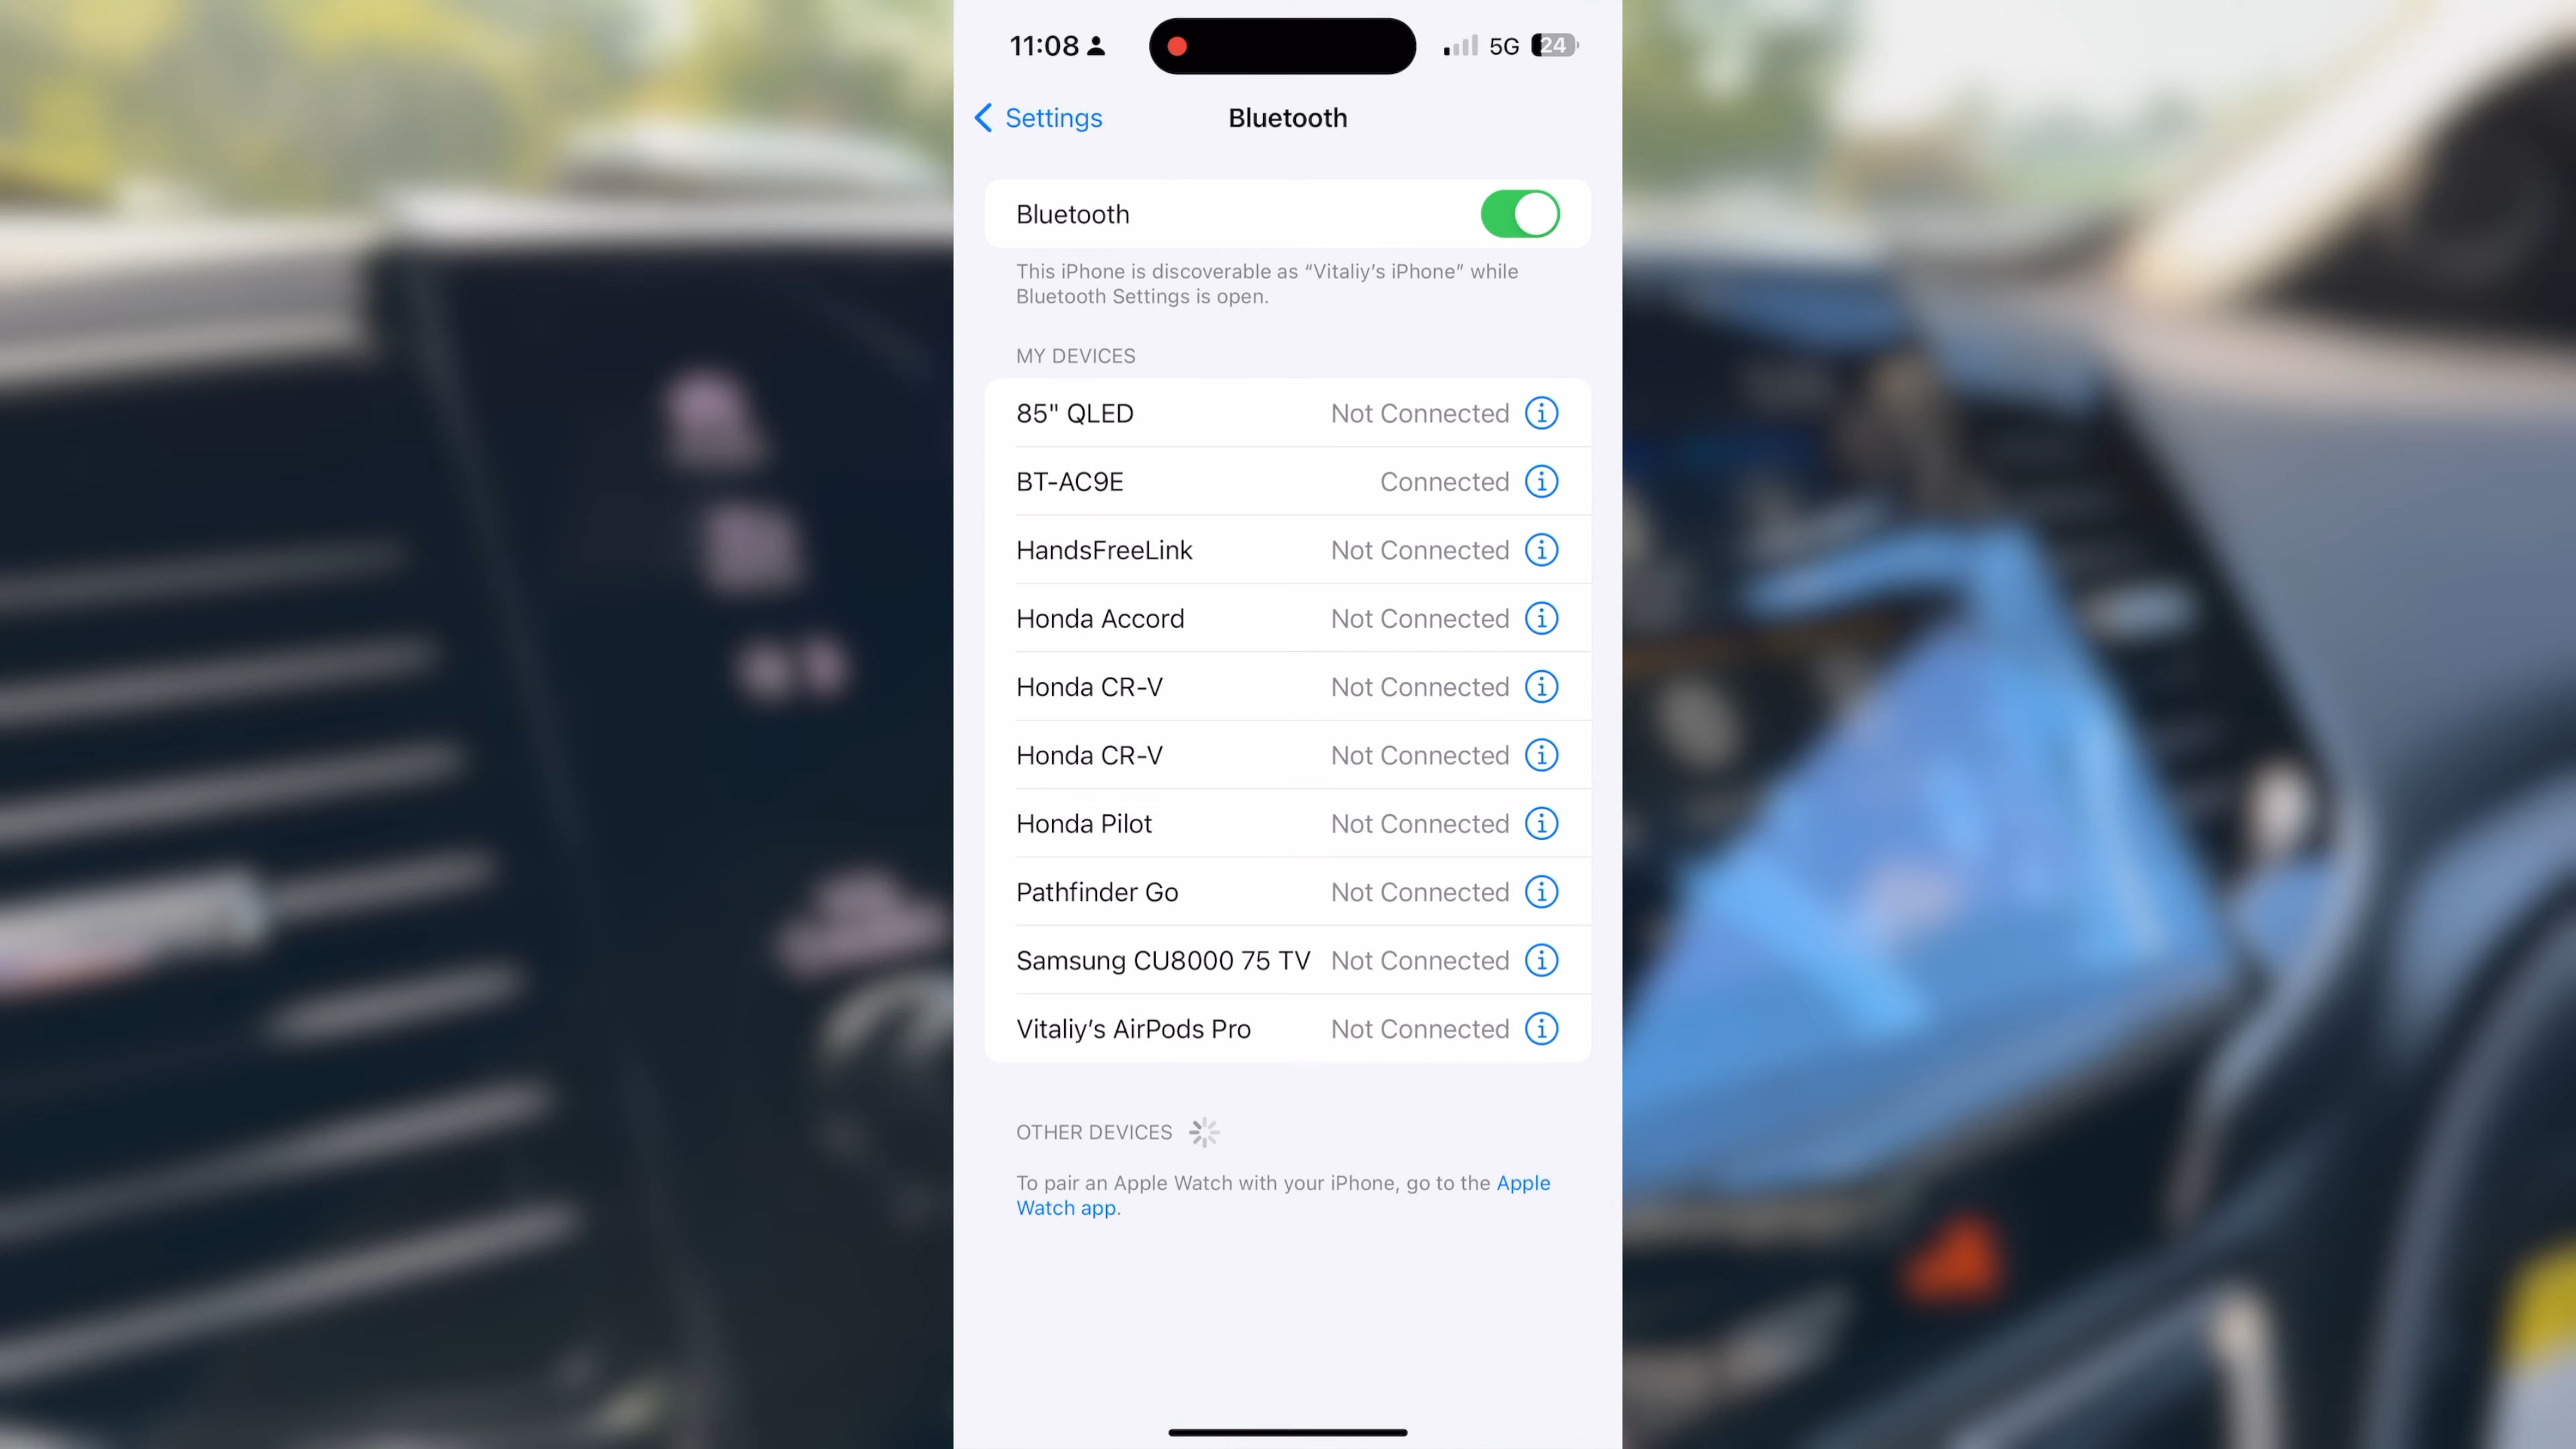 11:08
5G
24
Settings
Bluetooth
Bluetooth
This iPhone is discoverable as “Vitaliy’s iPhone” while
Bluetooth Settings is open.
MY DEVICES
85" QLED Not Connected
BT-AC9E Connected
HandsFreeLink Not Connected
Honda Accord Not Connected
Honda CR-V Not Connected
Honda CR-V Not Connected
Honda Pilot Not Connected
Pathfinder Go Not Connected
Samsung CU8000 75 TV Not Connected
Vitaliy’s AirPods Pro Not Connected
OTHER DEVICES
To pair an Apple Watch with your iPhone, go to the Apple
Watch app.